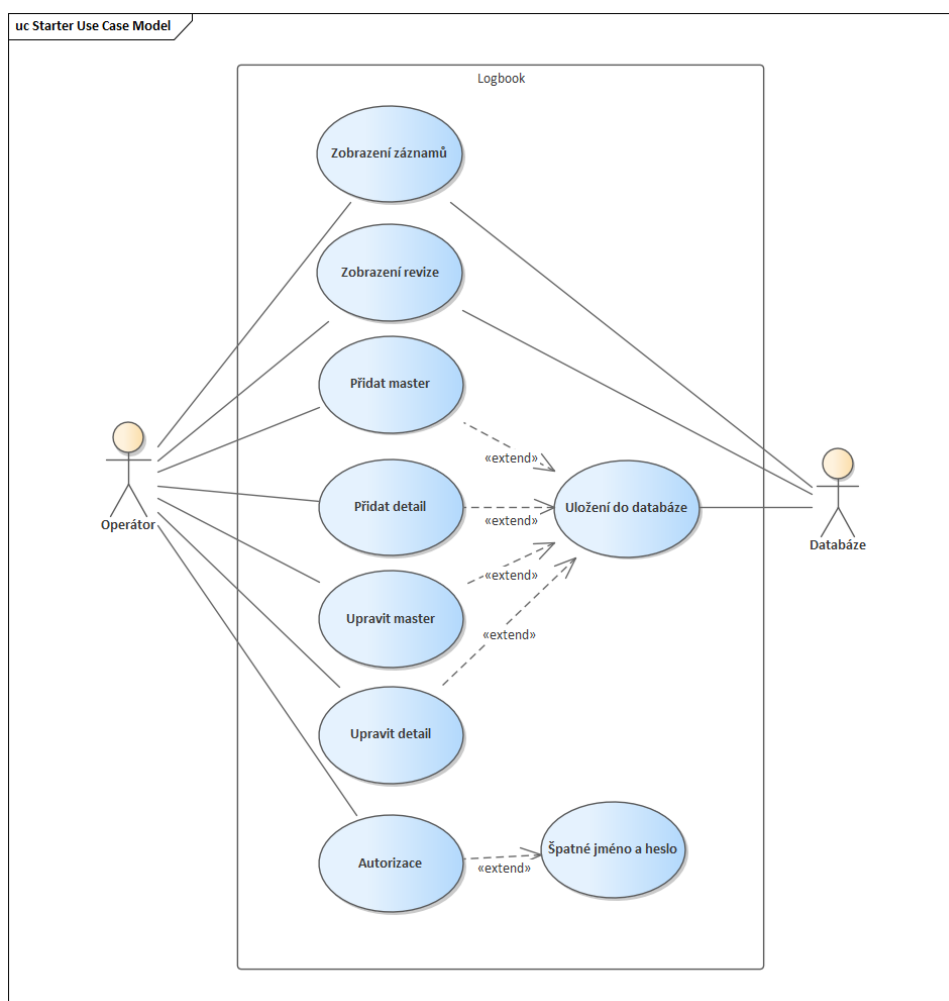 uc Starter Use Case Model
Logbook
Zobrazení záznamů
Zobrazení revize
Přidat master
«extend»
Operátor
Přidat detail
«extend»
Uložení do databáze
Databáze
«extend»
Upravit master
«extend»
Upravit detail
Autorizace
«extend»
Špatné jméno a heslo